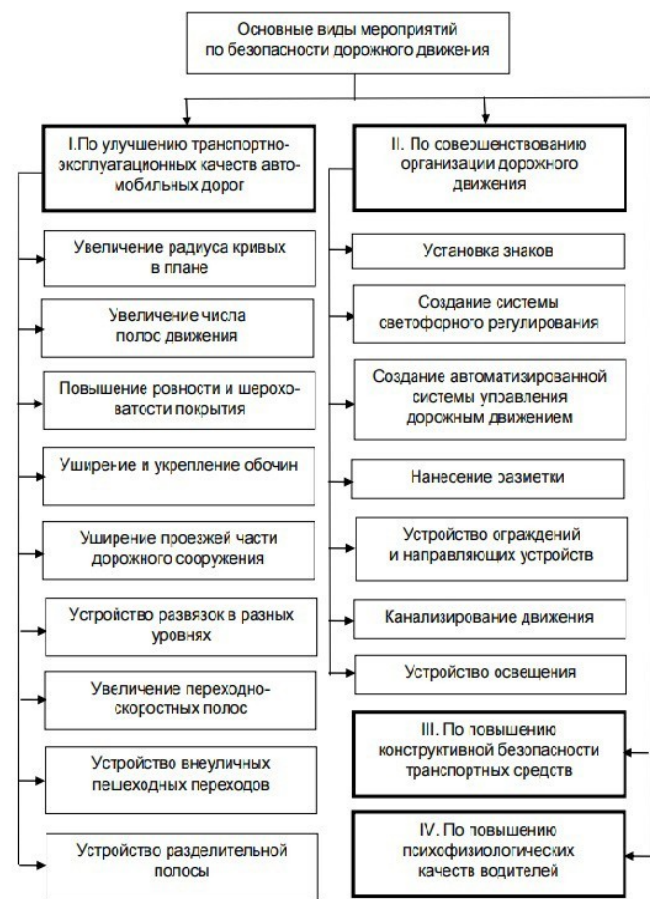 Основные виды мероприятий
по безопасности дорожного движения
I.По улучшению транспортно-
эксплуатационных качеств авто-
мобильных дорог
Увеличение радиуса кривых
в плане
Увеличение числа
полос движения
Повышение ровности и шерохо-
ватости покрытия
Уширение и укрепление обочин
Уширение проезжей части
дорожного сооружения
Устройство развязок в разных
уровнях
Увеличение переходно-
скоростных полос
Устройство внеуличных
пешеходных переходов
Устройство разделительной
полосы
II. По совершенствованию
организации дорожного
движения
Установка знаков
Создание системы
светофорного регулирования
Создание автоматизированной
системы управления
дорожным движением
Нанесение разметки
Устройство ограждений
и направляющих устройств
Канализирование движения
Устройство освещения
III. По повышению
конструктивной безопасности
транспортных средств
IV. По повышению
психофизиологических
качеств водителей